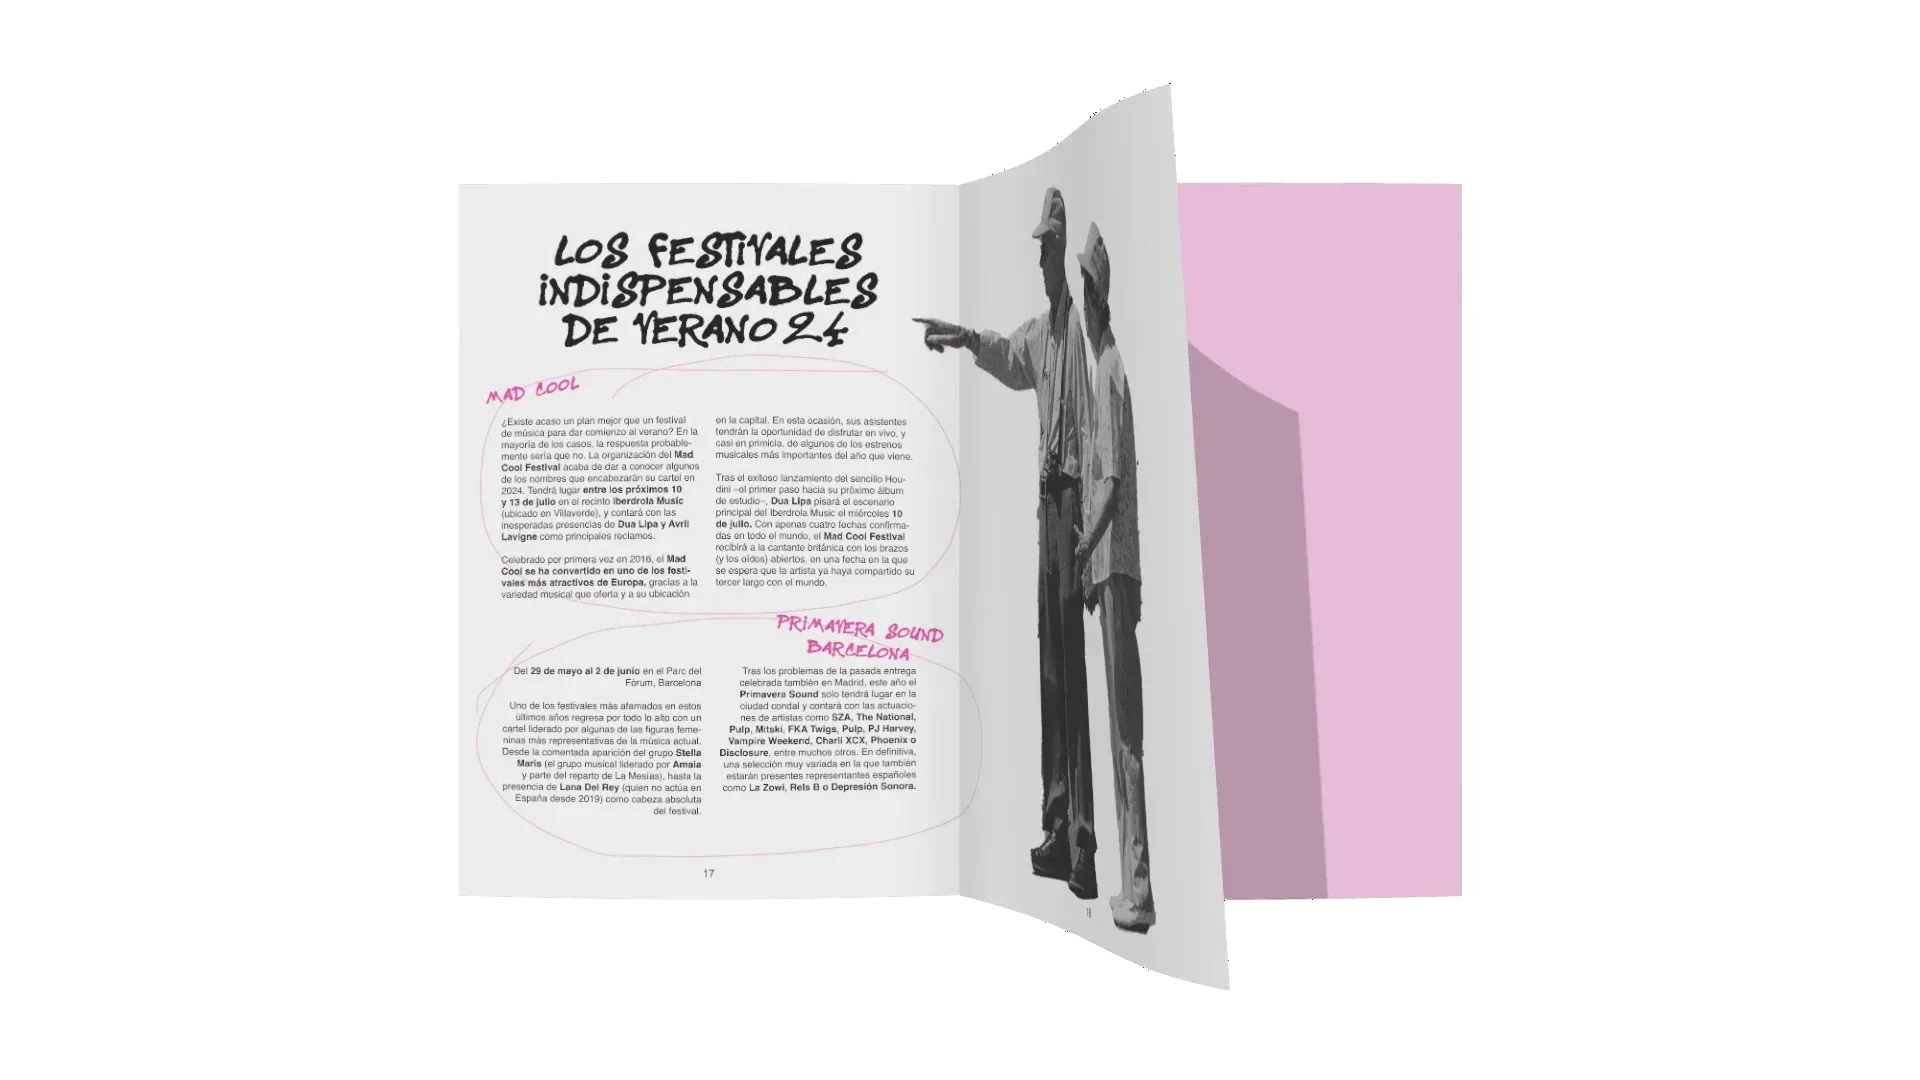 LOS FESTIVALES
INDISPENSABLES
DE VERANO 24
MAD COOL
¿Existe acaso un plan mejor que un festival
de música para dar comienzo al verano? En la
mayoría de los casos, la respuesta probable-
mente sería que no. La organización del Mad
Cool Festival acaba de dar a conocer algunos
de los nombres que encabezarán su cartel en
2024. Tendrá lugar entre los próximos 10
y 13 de julio en el recinto Iberdrola Music
(ubicado en Villaverde), y contará con las
inesperadas presencias de Dua Lipa y Avril
Lavigne como principales reclamos.
Celebrado por primera vez en 2016, el Mad
Cool se ha convertido en uno de los festi-
vales más atractivos de Europa, gracias a la
variedad musical que oferta y a su ubicación
en la capital. En esta ocasión, sus asistentes
tendrán la oportunidad de disfrutar en vivo, y
casi en primicia, de algunos de los estrenos
musicales más importantes del año que viene.
Tras el exitoso lanzamiento del sencillo Hou-
dini –el primer paso hacia su próximo álbum
de estudio–, Dua Lipa pisará el escenario
principal del Iberdrola Music el miércoles 10
de julio. Con apenas cuatro fechas confirma-
das en todo el mundo, el Mad Cool Festival
recibirá a la cantante británica con los brazos
(y los oídos) abiertos, en una fecha en la que
se espera que la artista ya haya compartido su
tercer largo con el mundo.
PRIMAVERA SOUND
BARCELONA
Del 29 de mayo al 2 de junio en el Parc del
Fòrum, Barcelona
Uno de los festivales más afamados en estos
últimos años regresa por todo lo alto con un
cartel liderado por algunas de las figuras feme-
ninas más representativas de la música actual.
Desde la comentada aparición del grupo Stella
Maris (el grupo musical liderado por Amaia
y parte del reparto de La Mesías), hasta la
presencia de Lana Del Rey (quien no actúa en
España desde 2019) como cabeza absoluta
del festival.
Tras los problemas de la pasada entrega
celebrada también en Madrid, este año el
Primavera Sound solo tendrá lugar en la
ciudad condal y contará con las actuacio-
nes de artistas como SZA, The National,
Pulp, Mitski, FKA Twigs, Pulp, PJ Harvey,
Vampire Weekend, Charli XCX, Phoenix o
Disclosure, entre muchos otros. En definitiva,
una selección muy variada en la que también
estarán presentes representantes españoles
como La Zowi, Rels B o Depresión Sonora.
17
18